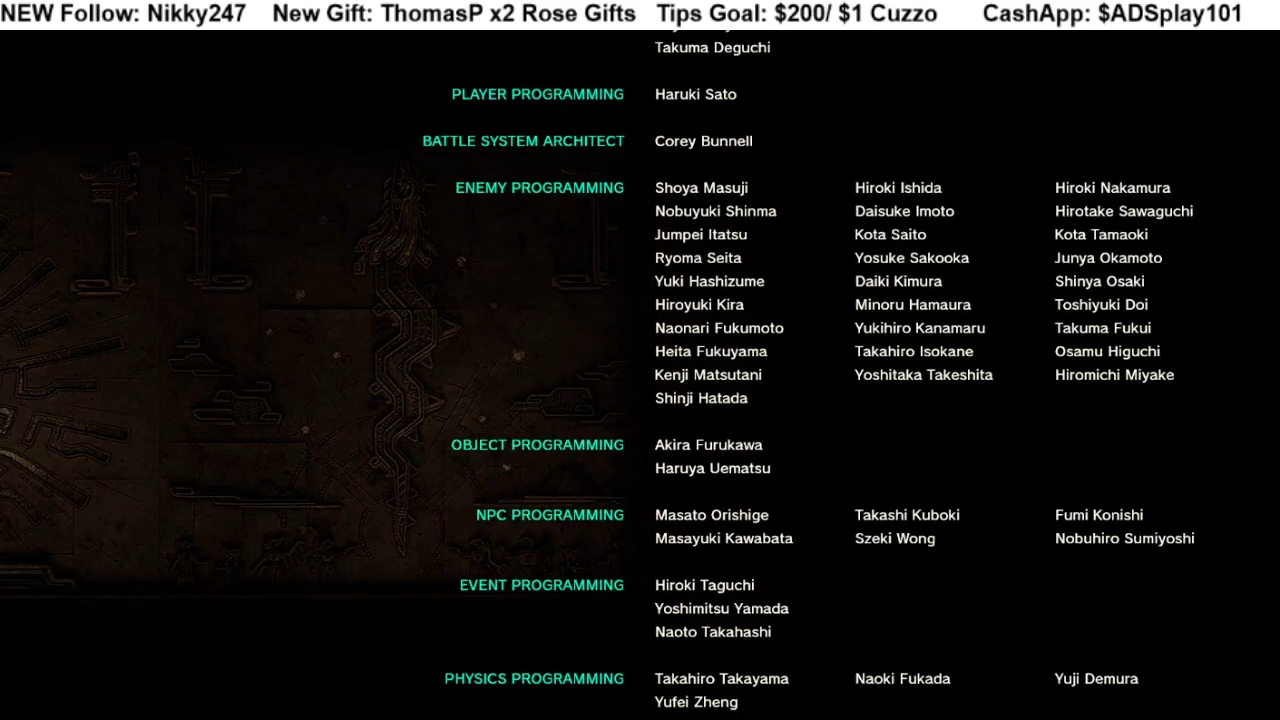 NEW Follow: Nikky247 New Gift: ThomasP x2 Rose Gifts Tips Goal: $200/ $1 Cuzzo CashApp: $ADSplay101
Takuma Deguchi
PLAYER PROGRAMMING Haruki Sato
BATTLE SYSTEM ARCHITECT Corey Bunnell
ENEMY PROGRAMMING Shoya Masuji Hiroki Ishida Hiroki Nakamura
Nobuyuki Shinma Daisuke Imoto Hirotake Sawaguchi
Jumpei Itatsu Kota Saito Kota Tamaoki
Ryoma Seita Yosuke Sakooka Junya Okamoto
Yuki Hashizume Daiki Kimura Shinya Osaki
Hiroyuki Kira Minoru Hamaura Toshiyuki Doi
Naonari Fukumoto Yukihiro Kanamaru Takuma Fukui
Heita Fukuyama Takahiro Isokane Osamu Higuchi
Kenji Matsutani Yoshitaka Takeshita Hiromichi Miyake
Shinji Hatada
OBJECT PROGRAMMING Akira Furukawa
Haruya Uematsu
NPC PROGRAMMING Masato Orishige Takashi Kuboki Fumi Konishi
Masayuki Kawabata Szeki Wong Nobuhiro Sumiyoshi
EVENT PROGRAMMING Hiroki Taguchi
Yoshimitsu Yamada
Naoto Takahashi
PHYSICS PROGRAMMING Takahiro Takayama Naoki Fukada Yuji Demura
Yufei Zheng